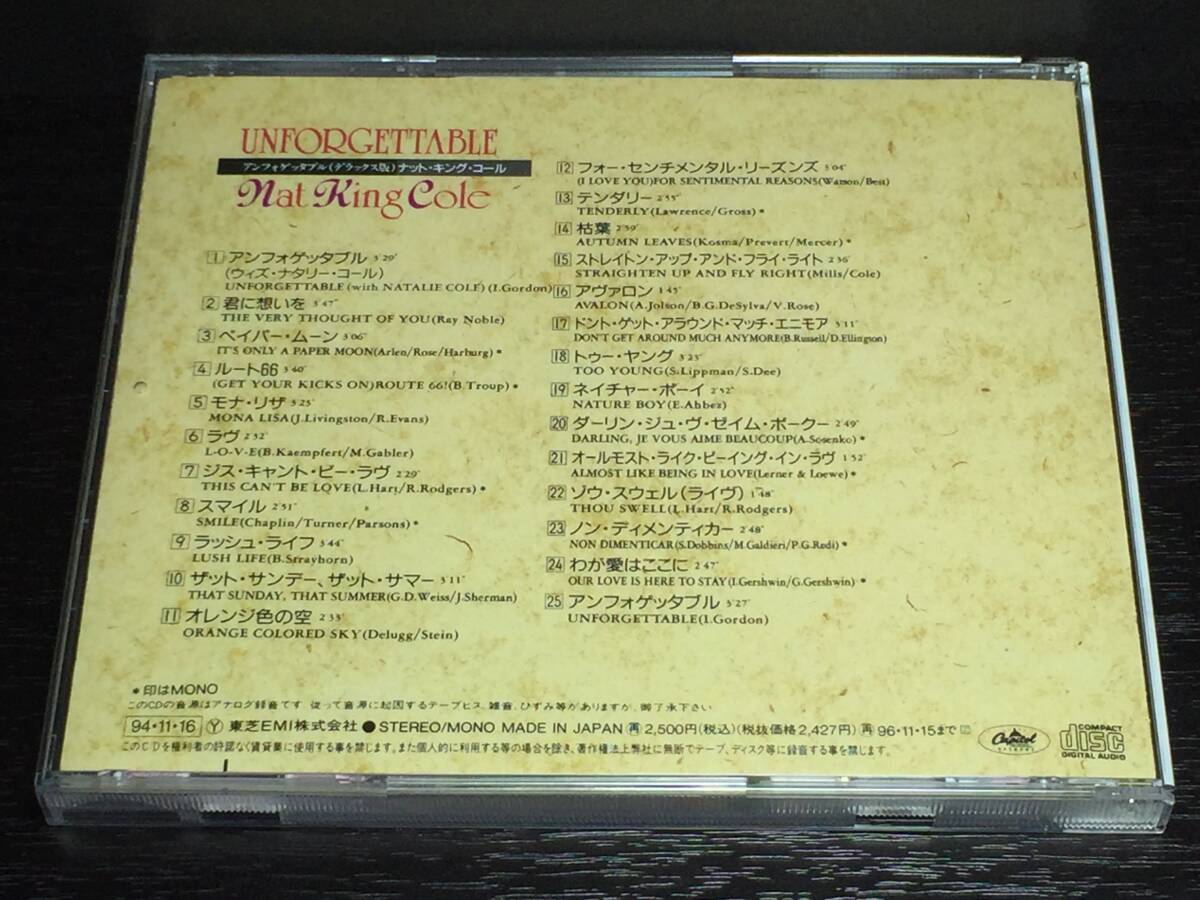 UNFORGETTABLE
アンフォゲッタブル(デラックス版) ナット・キング・コール
Nat King Cole
1 アンフォゲッタブル 3'29"
(ウィズ・ナタリー・コール)
UNFORGETTABLE (with NATALIE COLE) (I.Gordon)
2 君に想いを 3'47"
THE VERY THOUGHT OF YOU(Ray Noble)
3 ペイパー・ムーン 3'06"
IT'S ONLY A PAPER MOON(Arlen/Rose/Harburg) *
4 ルート66 3'40"
(GET YOUR KICKS ON)ROUTE 66!(B.Troup) *
5 モナ・リザ 3'25"
MONA LISA(J.Livingston/R.Evans)
6 ラヴ 2'32"
L-O-V-E(B.Kaempfert/M.Gabler)
7 ジス・キャント・ビー・ラヴ 2'29"
THIS CAN'T BE LOVE(L.Hart/R.Rodgers) *
8 スマイル 2'51"
SMILE(Chaplin/Turner/Parsons) *
9 ラッシュ・ライフ 3'44"
LUSH LIFE(B.Strayhorn)
10 ザット・サンデー、ザット・サマー 3'11"
THAT SUNDAY, THAT SUMMER(G.D.Weiss/J.Sherman)
11 オレンジ色の空 2'33"
ORANGE COLORED SKY(Delugg/Stein)
12 フォー・センチメンタル・リーズンズ 3'04"
(I LOVE YOU)FOR SENTIMENTAL REASONS(Watson/Best)
13 テンダリー 2'55"
TENDERLY(Lawrence/Gross) *
14 枯葉 2'39"
AUTUMN LEAVES(Kosma/Prevert/Mercer) *
15 ストレイトン・アップ・アンド・フライ・ライト 2'36"
STRAIGHTEN UP AND FLY RIGHT(Mills/Cole)
16 アヴァロン 1'45"
AVALON(A.Jolson/B.G.DeSylva/V.Rose)
17 ドント・ゲット・アラウンド・マッチ・エニモア 3'11"
DON'T GET AROUND MUCH ANYMORE(B.Russell/D.Ellington)
18 トゥー・ヤング 3'23"
TOO YOUNG(S.Lippman/S.Dee)
19 ネイチャー・ボーイ 2'52"
NATURE BOY(E.Ahbez)
20 ダーリン・ジュ・ヴ・ゼイム・ボークー 2'49"
DARLING, JE VOUS AIME BEAUCOUP(A.Sosenko) *
21 オールモスト・ライク・ビーイング・イン・ラヴ 1'52"
ALMOST LIKE BEING IN LOVE(Lerner & Loewe) *
22 ゾウ・スウェル(ライヴ) 1'48"
THOU SWELL(L.Hart/R.Rodgers)
23 ノン・ディメンティカー 2'48"
NON DIMENTICAR(S.Dobbins/M.Galdieri/P.G.Redi) *
24 わが愛はここに 2'47"
OUR LOVE IS HERE TO STAY(I.Gershwin/G.Gershwin) *
25 アンフォゲッタブル 3'27"
UNFORGETTABLE(I.Gordon)
*印はMONO
このCDの音源はアナログ録音です 従って音源に起因するテープヒス、雑音、ひずみ等がありますが、御了承下さい
94・11・16 Ⓨ 東芝EMI株式会社 ● STEREO/MONO MADE IN JAPAN 再 2,500円(税込)(税抜価格2,427円) 再 96・11・15まで
このCDを権利者の許諾なく賃貸業に使用する事を禁じます。また個人的に利用する等の場合を除き、著作権法上弊社に無断でテープ、ディスク等に録音する事を禁じます。
Capitol
RECORDS
COMPACT
disc
DIGITAL AUDIO